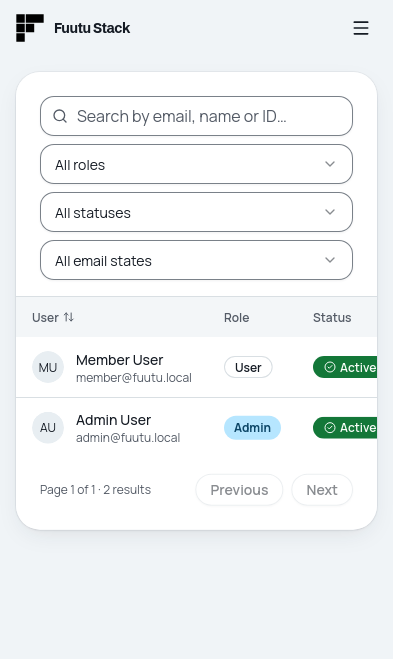 Fuutu Stack
Search by email, name or ID...
All roles
All statuses
All email states
User Role Status
MU Member User User Active
member@fuutu.local
AU Admin User Admin Active
admin@fuutu.local
Page 1 of 1 · 2 results Previous Next